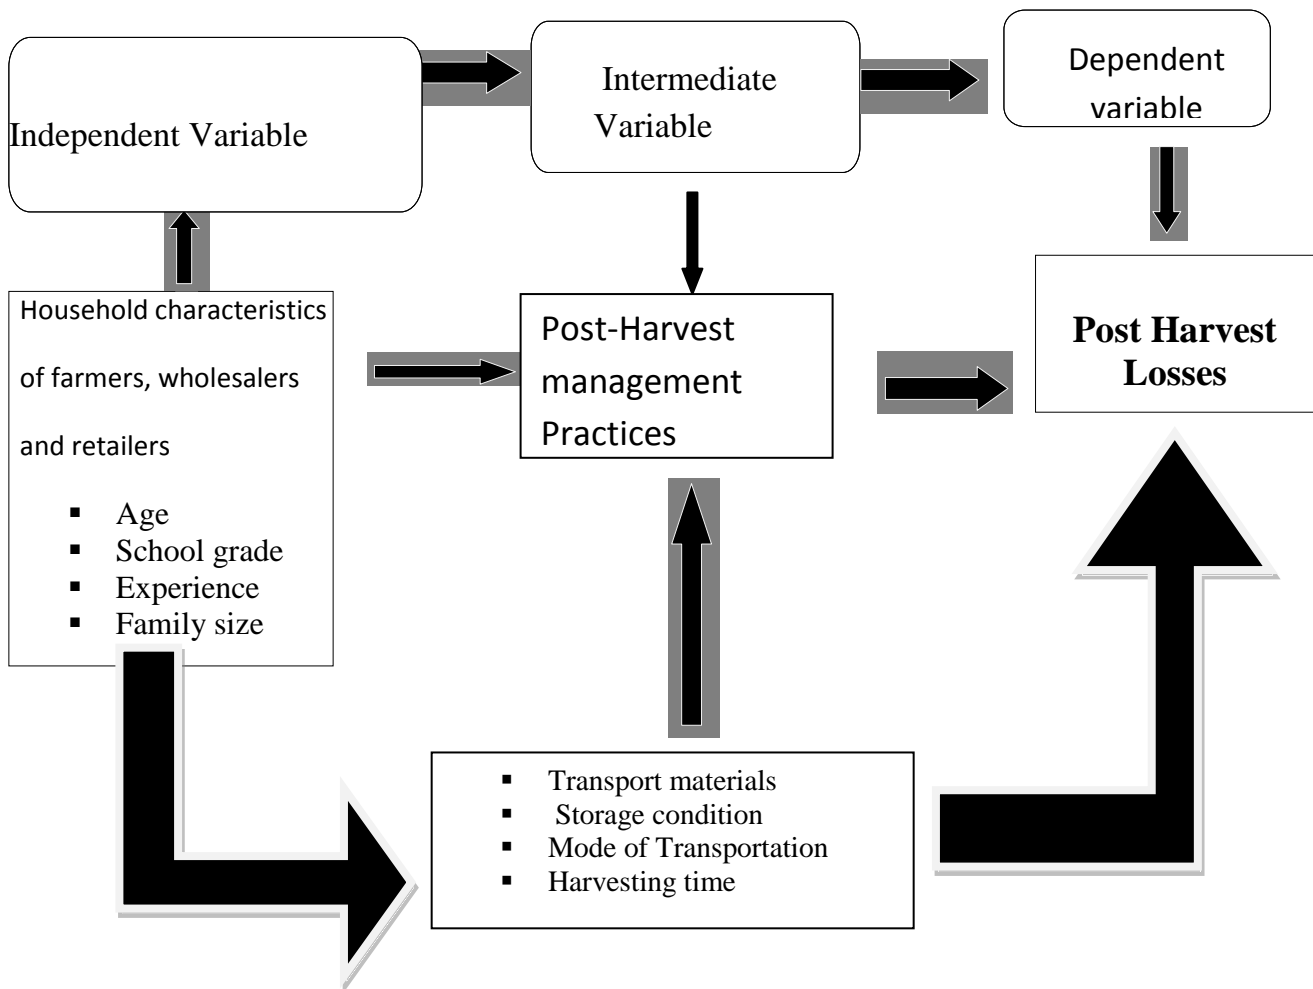 Independent Variable
Intermediate
Variable
Dependent
variable
Household characteristics
of farmers, wholesalers
and retailers
▪ Age
▪ School grade
▪ Experience
▪ Family size
Post-Harvest
management
Practices
Post Harvest
Losses
▪ Transport materials
▪ Storage condition
▪ Mode of Transportation
▪ Harvesting time